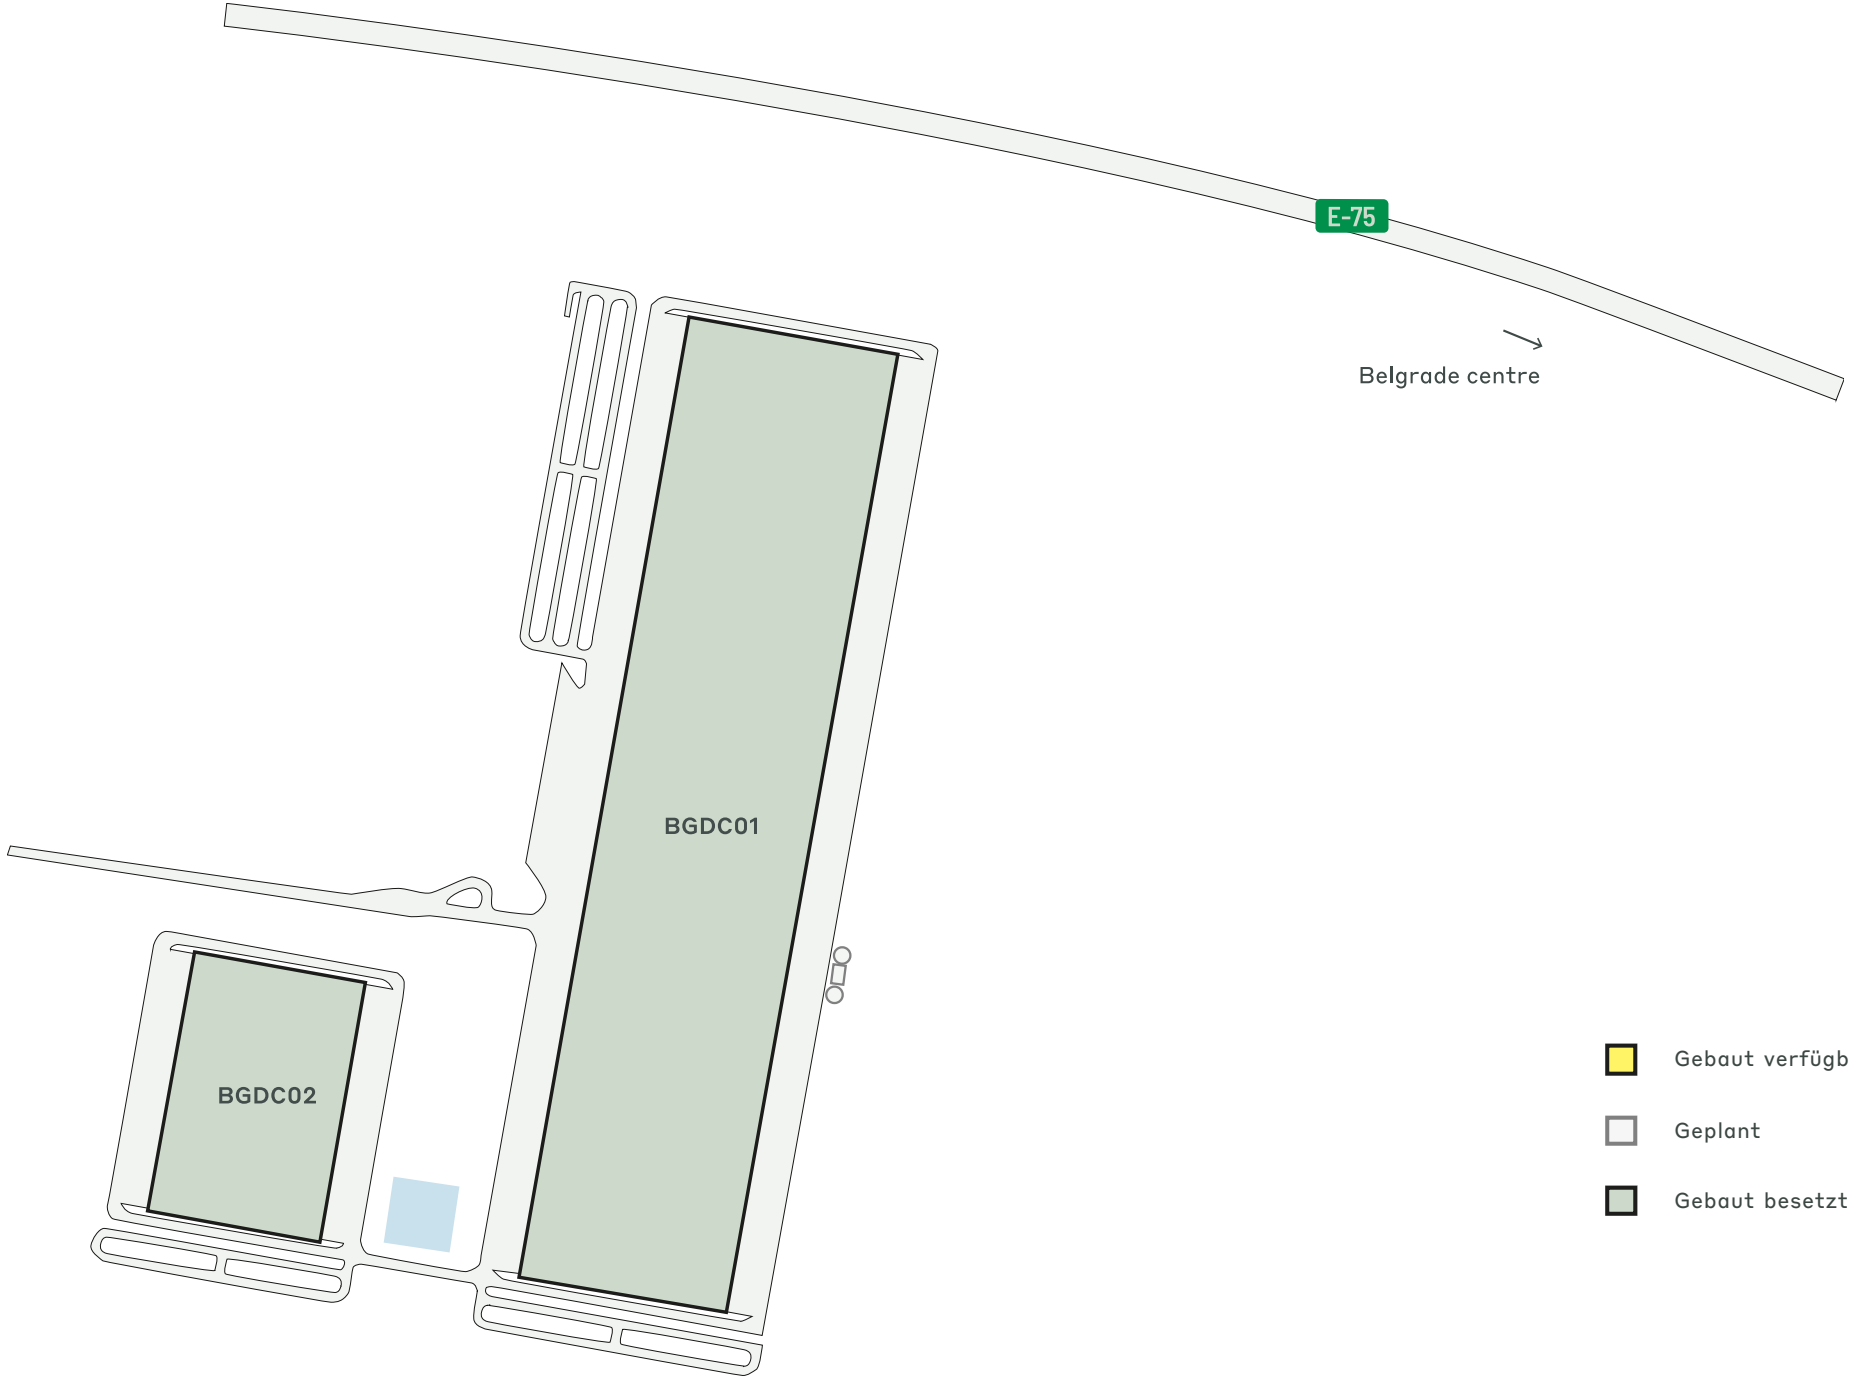 E-75
Belgrade centre
BGDC01
BGDC02
Gebaut verfügb
Geplant
Gebaut besetzt